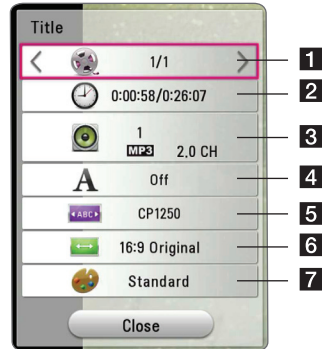 Title
1/1 1
0:00:58/0:26:07 2
1 3
MP3 2,0 CH
A Off 4
ABC CP1250 5
16:9 Original 6
Standard 7
Close